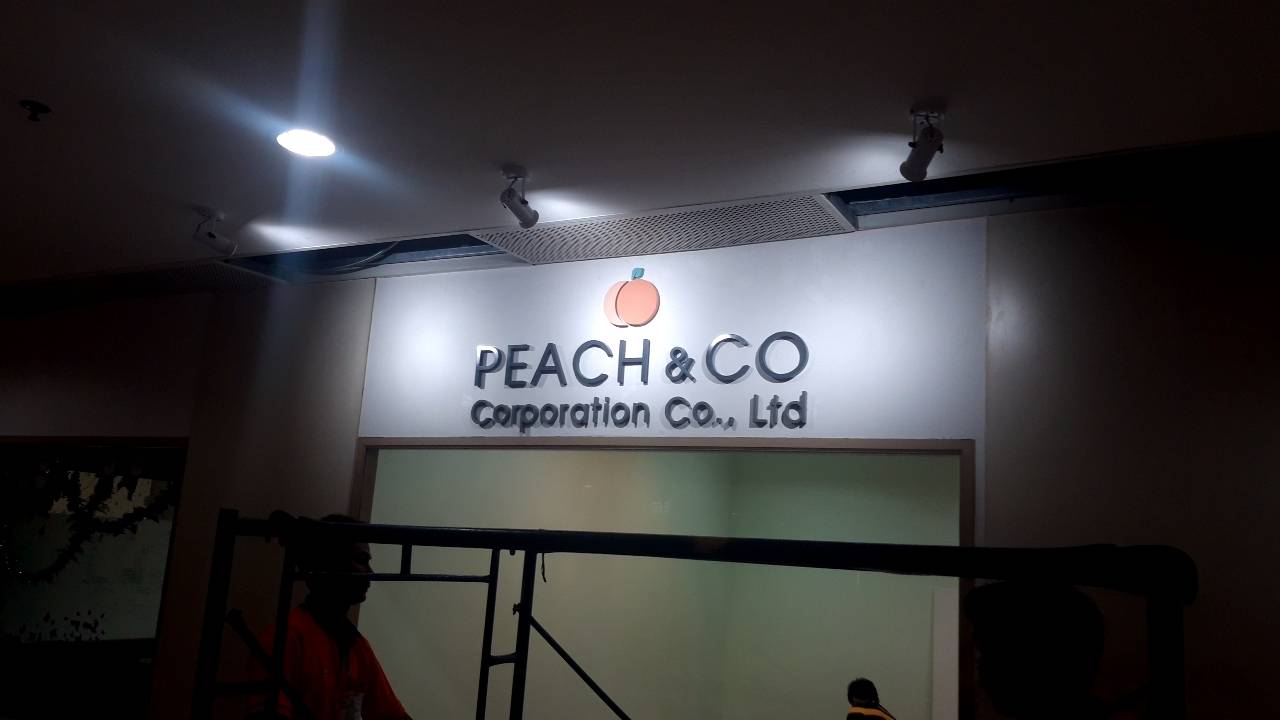 PEACH & CO
Corporation Co., Ltd